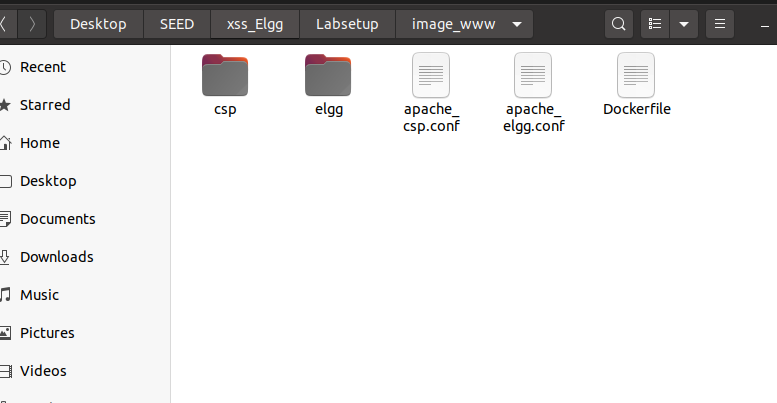 Desktop SEED xss_Elgg Labsetup image_www
Recent
Starred
Home
Desktop
Documents
Downloads
Music
Pictures
Videos
csp elgg apache_ apache_ Dockerfile
csp.conf elgg.conf